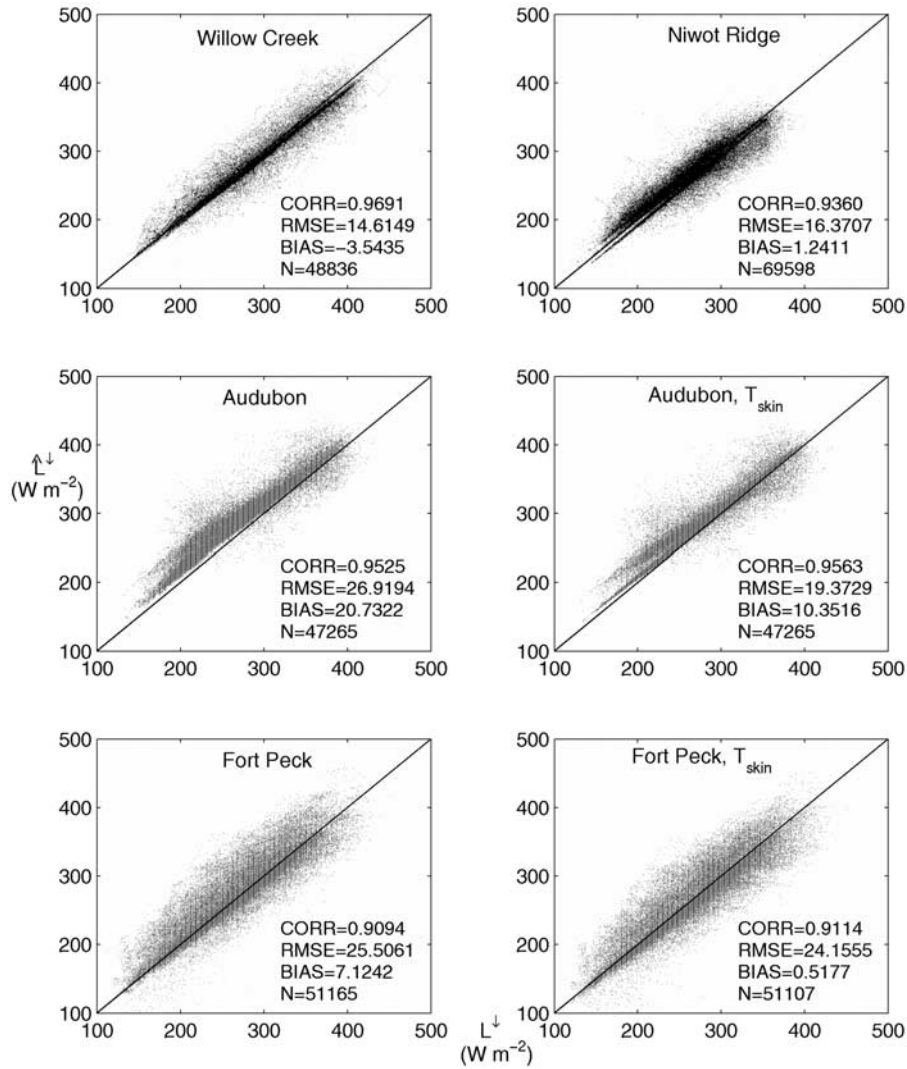 Willow Creek
500
400
300
200
100
CORR=0.9691
RMSE=14.6149
BIAS=−3.5435
N=48836
100 200 300 400 500
Niwot Ridge
500
400
300
200
100
CORR=0.9360
RMSE=16.3707
BIAS=1.2411
N=69598
100 200 300 400 500
Audubon
500
400
300
200
100
L̂↓
(W m⁻²)
CORR=0.9525
RMSE=26.9194
BIAS=20.7322
N=47265
100 200 300 400 500
Audubon, Tskin
500
400
300
200
100
CORR=0.9563
RMSE=19.3729
BIAS=10.3516
N=47265
100 200 300 400 500
Fort Peck
500
400
300
200
100
CORR=0.9094
RMSE=25.5061
BIAS=7.1242
N=51165
100 200 300 400 500
Fort Peck, Tskin
500
400
300
200
100
CORR=0.9114
RMSE=24.1555
BIAS=0.5177
N=51107
100 200 300 400 500
L↓
(W m⁻²)